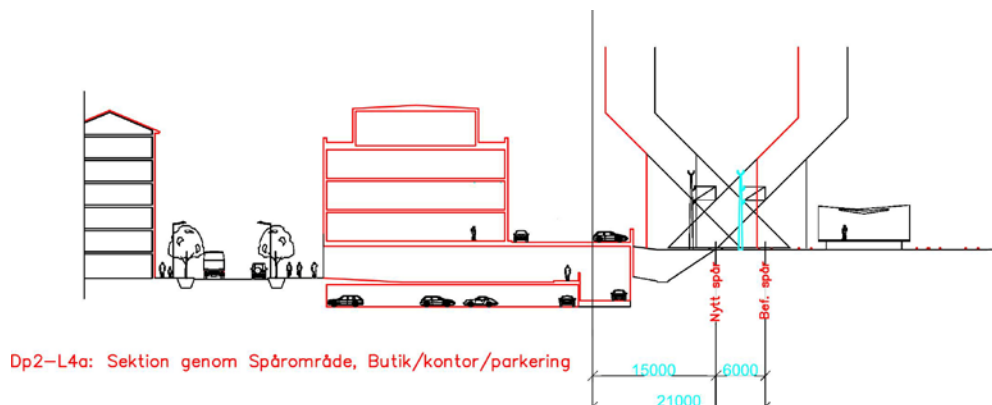 Nytt spår
Bef. spår
Dp2-L4a: Sektion genom Spårområde, Butik/kontor/parkering
15000
6000
21000